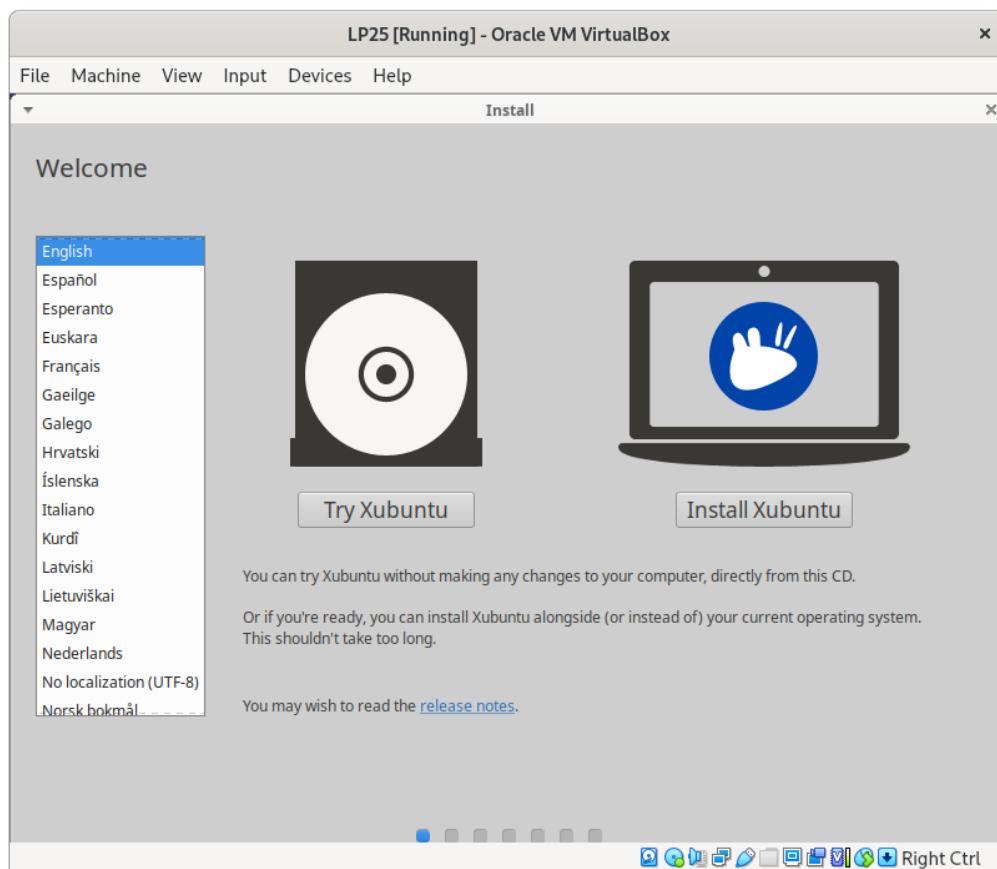 LP25 [Running] - Oracle VM VirtualBox
File Machine View Input Devices Help
Install
Welcome
English
Español
Esperanto
Euskara
Français
Gaeilge
Galego
Hrvatski
Íslenska
Italiano
Kurdî
Latviski
Lietuviškai
Magyar
Nederlands
No localization (UTF-8)
Norsk bokmål
Try Xubuntu
Install Xubuntu
You can try Xubuntu without making any changes to your computer, directly from this CD.
Or if you're ready, you can install Xubuntu alongside (or instead of) your current operating system.
This shouldn't take too long.
You may wish to read the release notes.
Right Ctrl